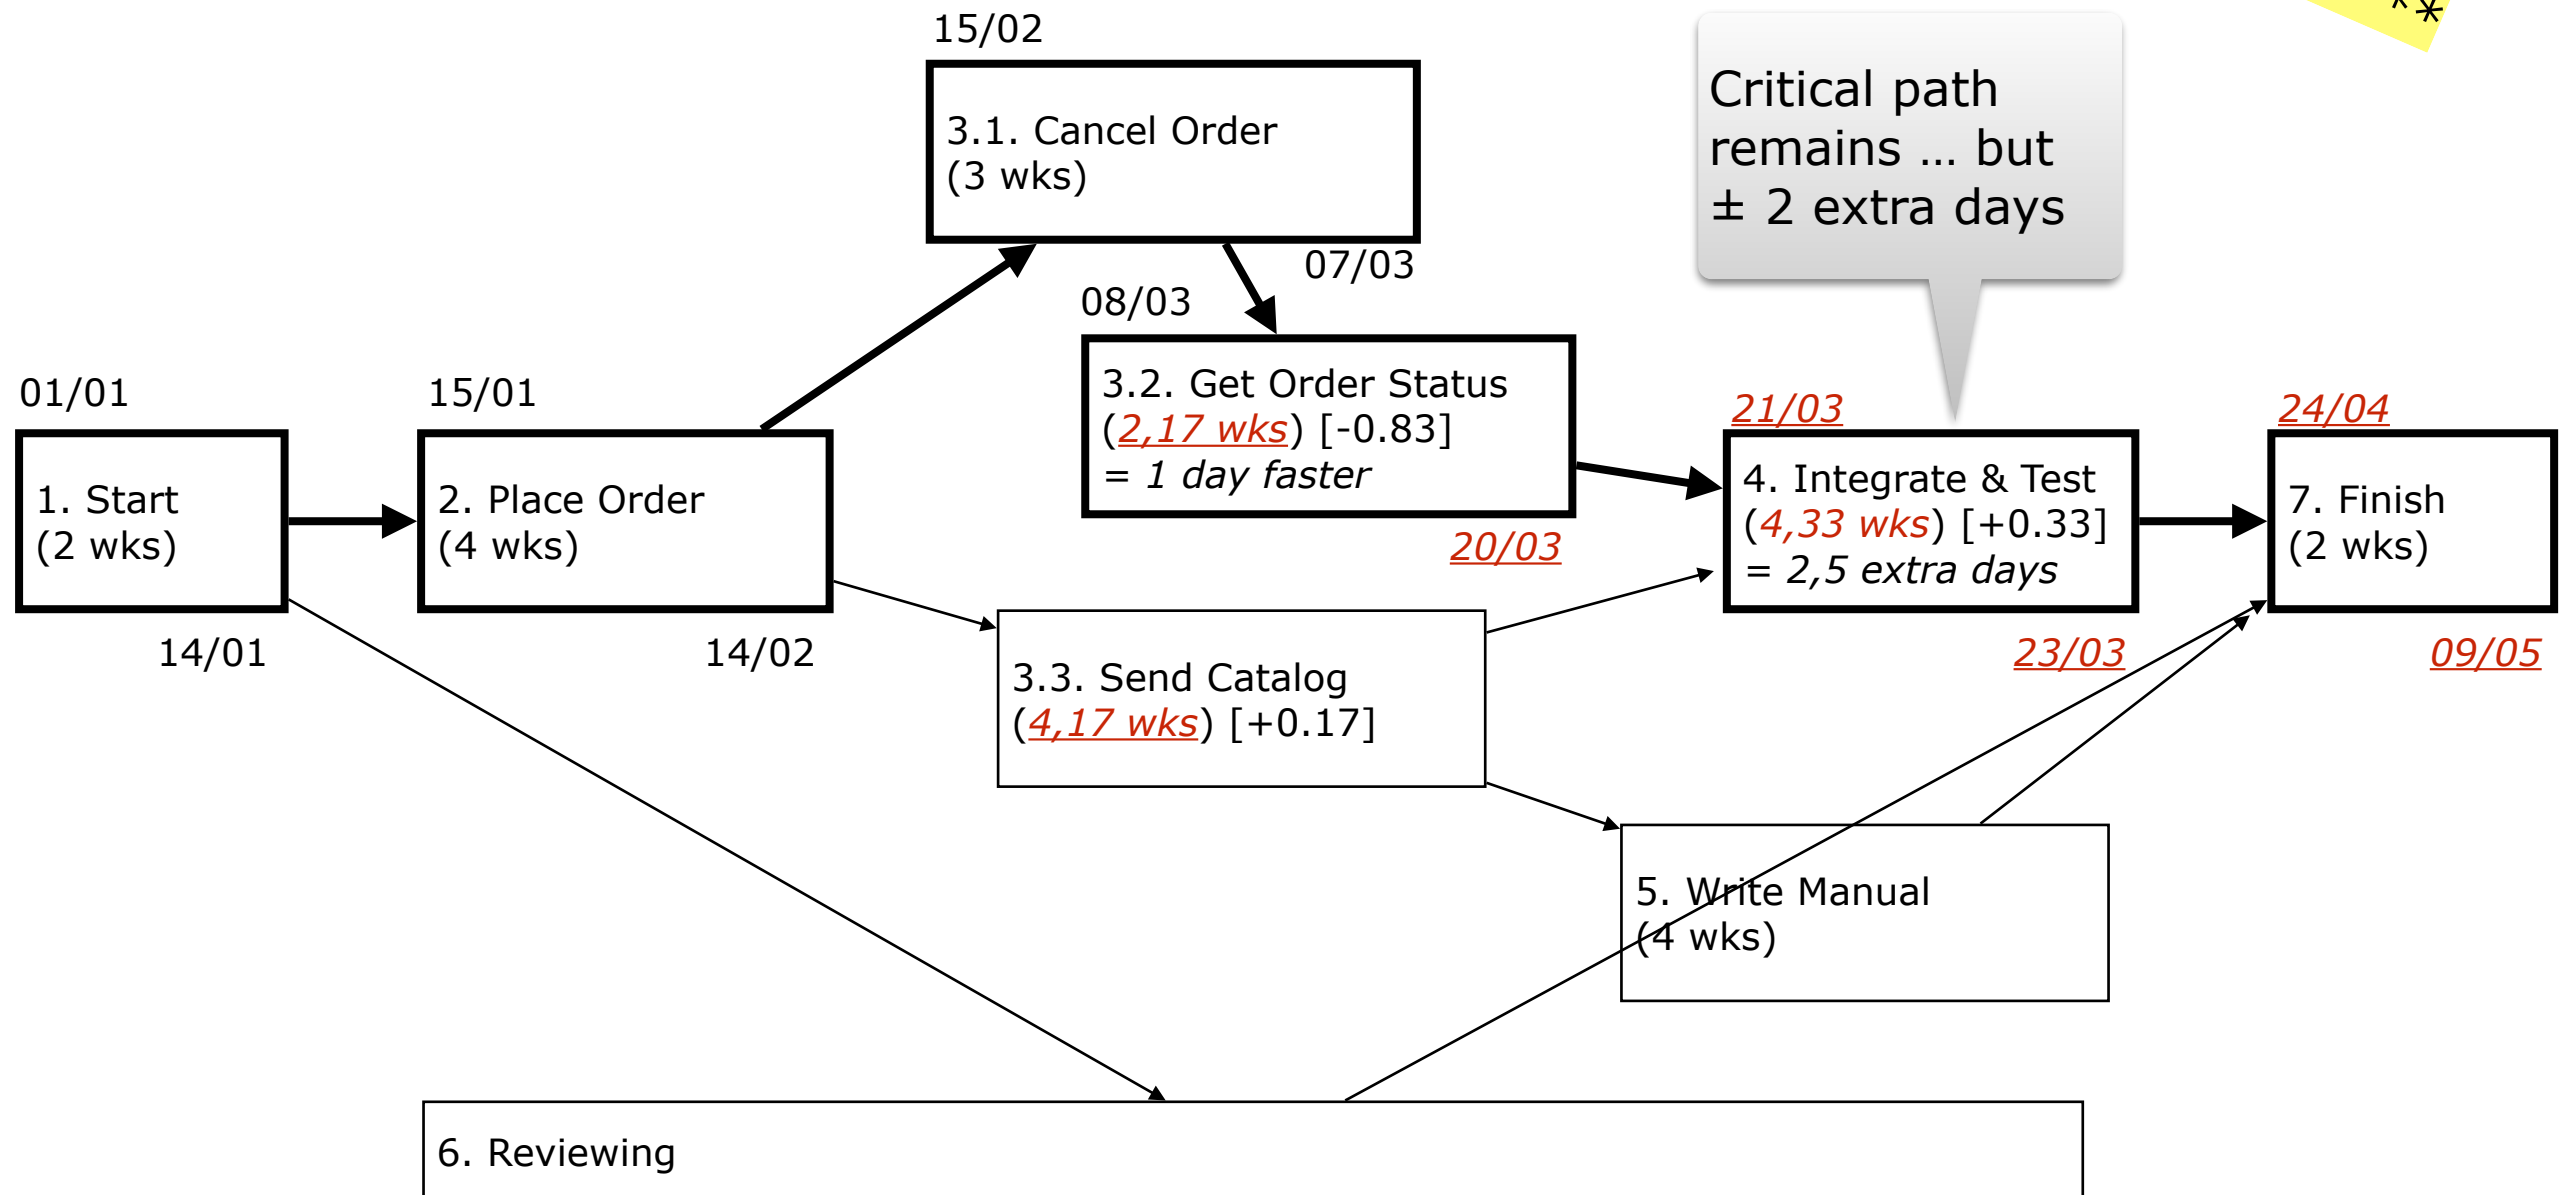 **
15/02
3.1. Cancel Order
(3 wks)
07/03
Critical path
remains ... but
± 2 extra days
08/03
3.2. Get Order Status
(2,17 wks) [-0.83]
= 1 day faster
20/03
01/01
1. Start
(2 wks)
14/01
15/01
2. Place Order
(4 wks)
14/02
21/03
4. Integrate & Test
(4,33 wks) [+0.33]
= 2,5 extra days
23/03
24/04
7. Finish
(2 wks)
09/05
3.3. Send Catalog
(4,17 wks) [+0.17]
5. Write Manual
(4 wks)
6. Reviewing